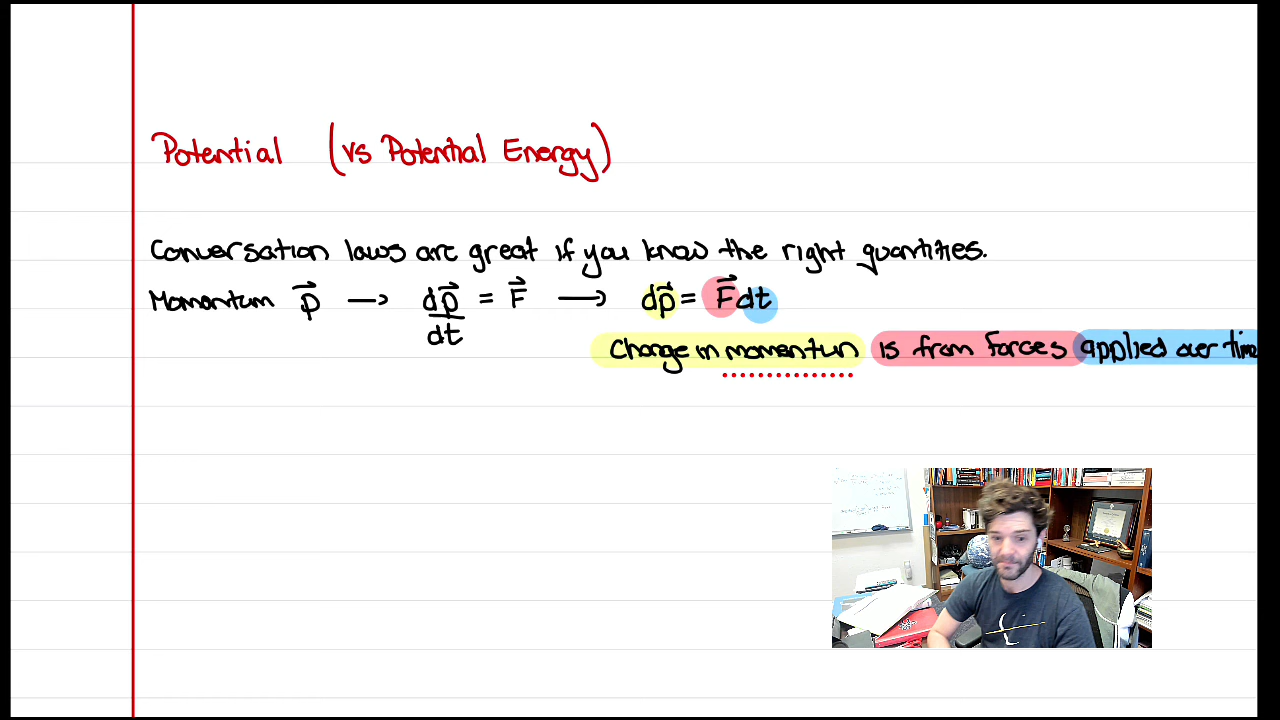 Potential (vs Potential Energy)
Conversation laws are great if you know the right quantities.
Momentum p⃗ → dp⃗/dt = F⃗ → dp⃗ = F⃗dt
Change in momentum is from forces applied over time